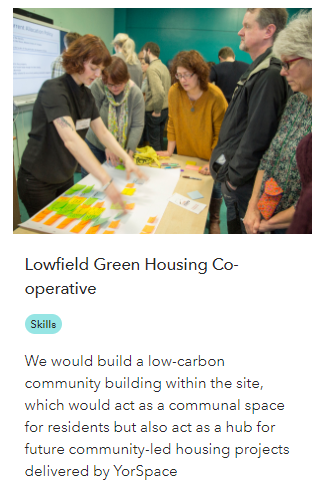 Lowfield Green Housing Co-
operative
Skills
We would build a low-carbon
community building within the site,
which would act as a communal space
for residents but also act as a hub for
future community-led housing projects
delivered by YorSpace